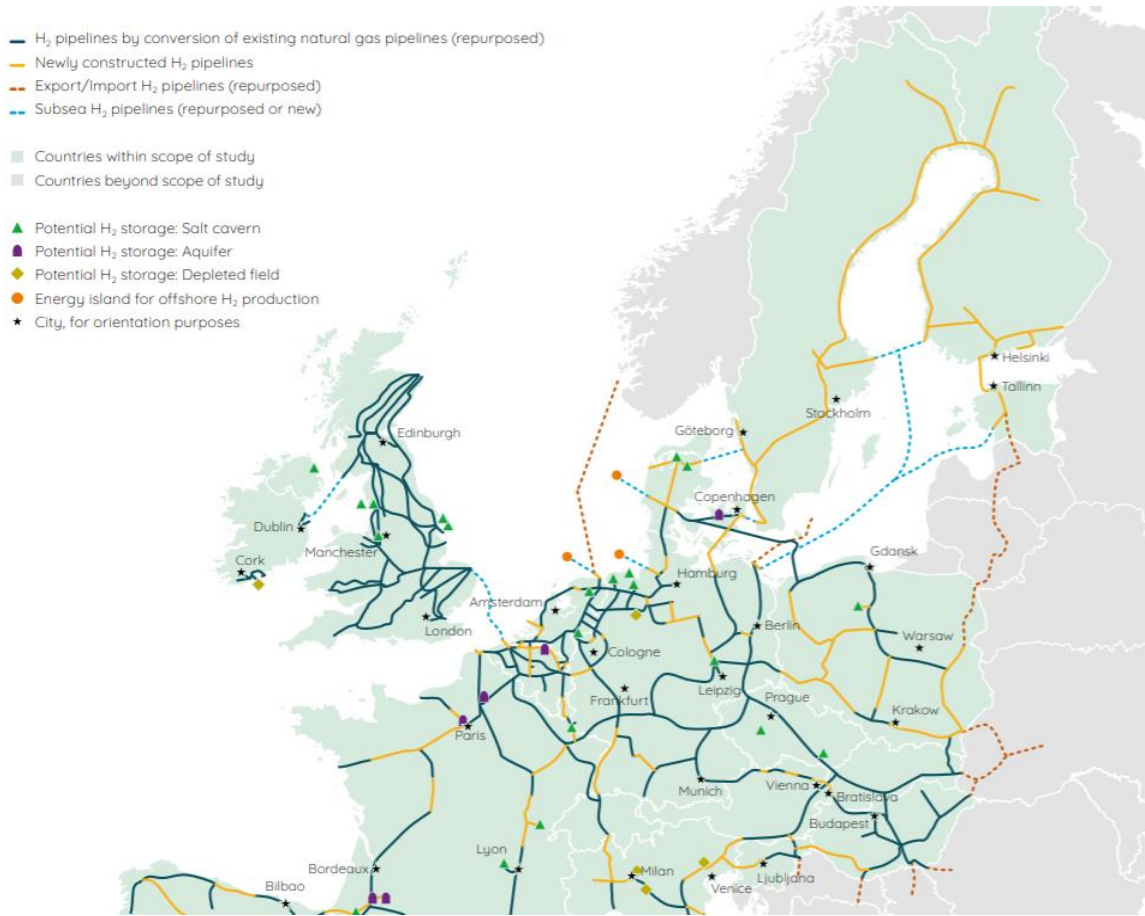 H₂ pipelines by conversion of existing natural gas pipelines (repurposed)
Newly constructed H₂ pipelines
Export/Import H₂ pipelines (repurposed)
Subsea H₂ pipelines (repurposed or new)
Countries within scope of study
Countries beyond scope of study
Potential H₂ storage: Salt cavern
Potential H₂ storage: Aquifer
Potential H₂ storage: Depleted field
Energy island for offshore H₂ production
City, for orientation purposes
Helsinki
Tallinn
Stockholm
Göteborg
Edinburgh
Copenhagen
Dublin
Manchester
Cork
Gdansk
Hamburg
Amsterdam
London
Berlin
Warsaw
Cologne
Leipzig
Frankfurt
Prague
Krakow
Paris
Munich
Vienna
Bratislava
Budapest
Lyon
Bordeaux
Milan
Venice
Ljubljana
Bilbao